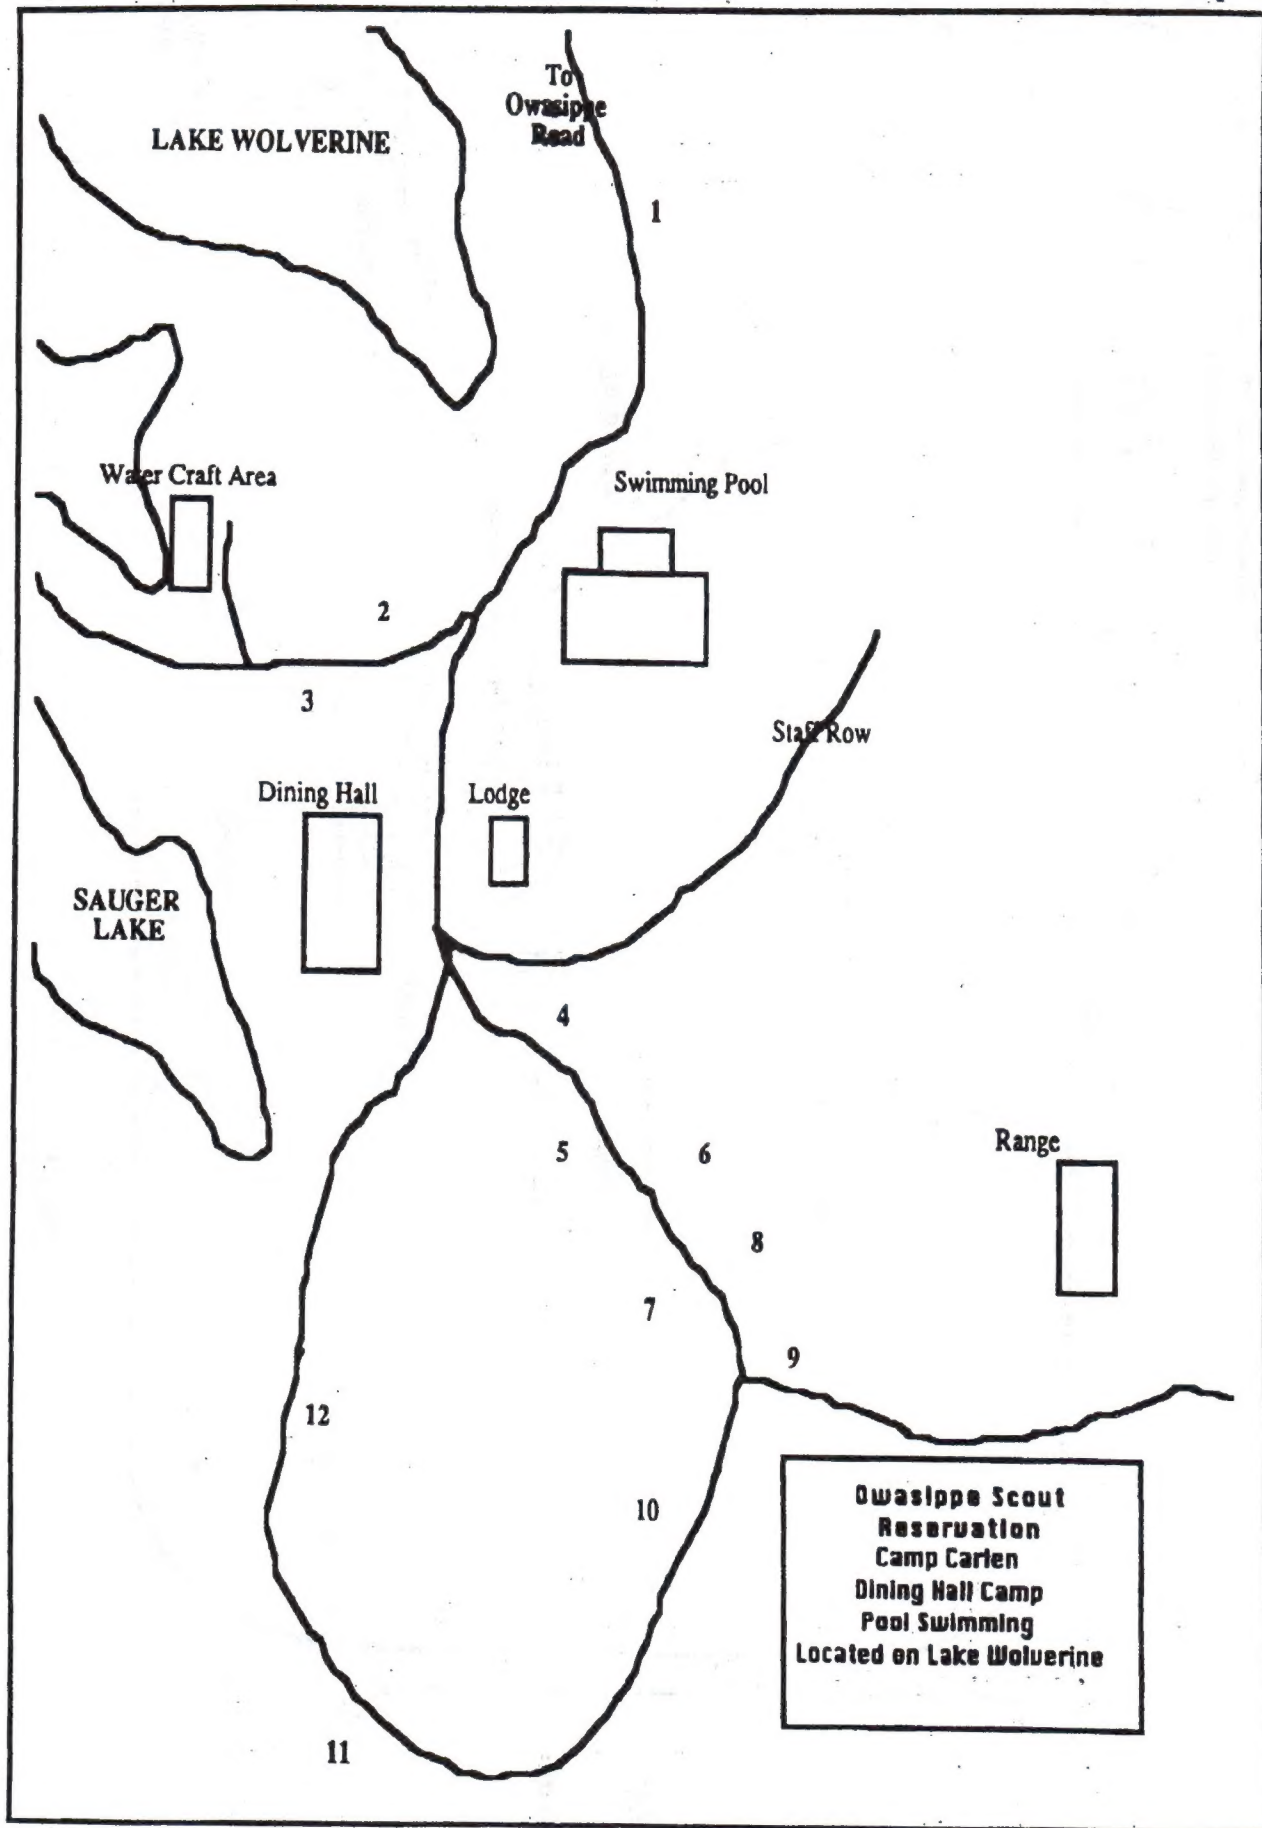 To
Owasippe
Road
LAKE WOLVERINE
1
Water Craft Area
Swimming Pool
2
3
Staff Row
Dining Hall
Lodge
SAUGER
LAKE
4
5
6
Range
8
7
9
12
10
Owasippe Scout
Reservation
Camp Carlen
Dining Hall Camp
Pool Swimming
Located on Lake Wolverine
11